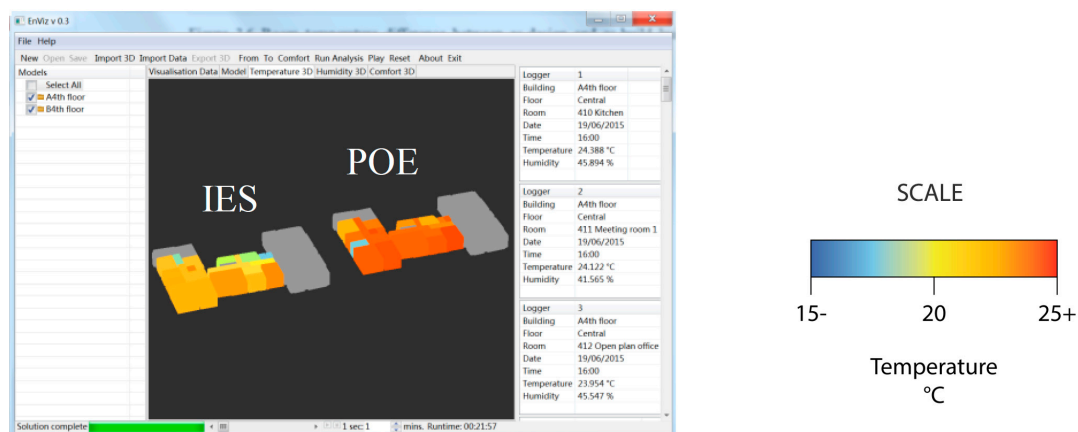 EnViz v 0.3
File Help
New Open Save Import 3D Import Data Export 3D From To Comfort Run Analysis Play Reset About Exit
Models
Select All
A4th floor
B4th floor
Visualisation Data Model Temperature 3D Humidity 3D Comfort 3D
IES
POE
Logger 1
Building A4th floor
Floor Central
Room 410 Kitchen
Date 19/06/2015
Time 16:00
Temperature 24.388 °C
Humidity 45.894 %
Logger 2
Building A4th floor
Floor Central
Room 411 Meeting room 1
Date 19/06/2015
Time 16:00
Temperature 24.122 °C
Humidity 41.565 %
Logger 3
Building A4th floor
Floor Central
Room 412 Open plan office
Date 19/06/2015
Time 16:00
Temperature 23.954 °C
Humidity 45.547 %
Solution complete
1 sec: 1 mins. Runtime: 00:21:57
SCALE
15- 20 25+
Temperature
°C